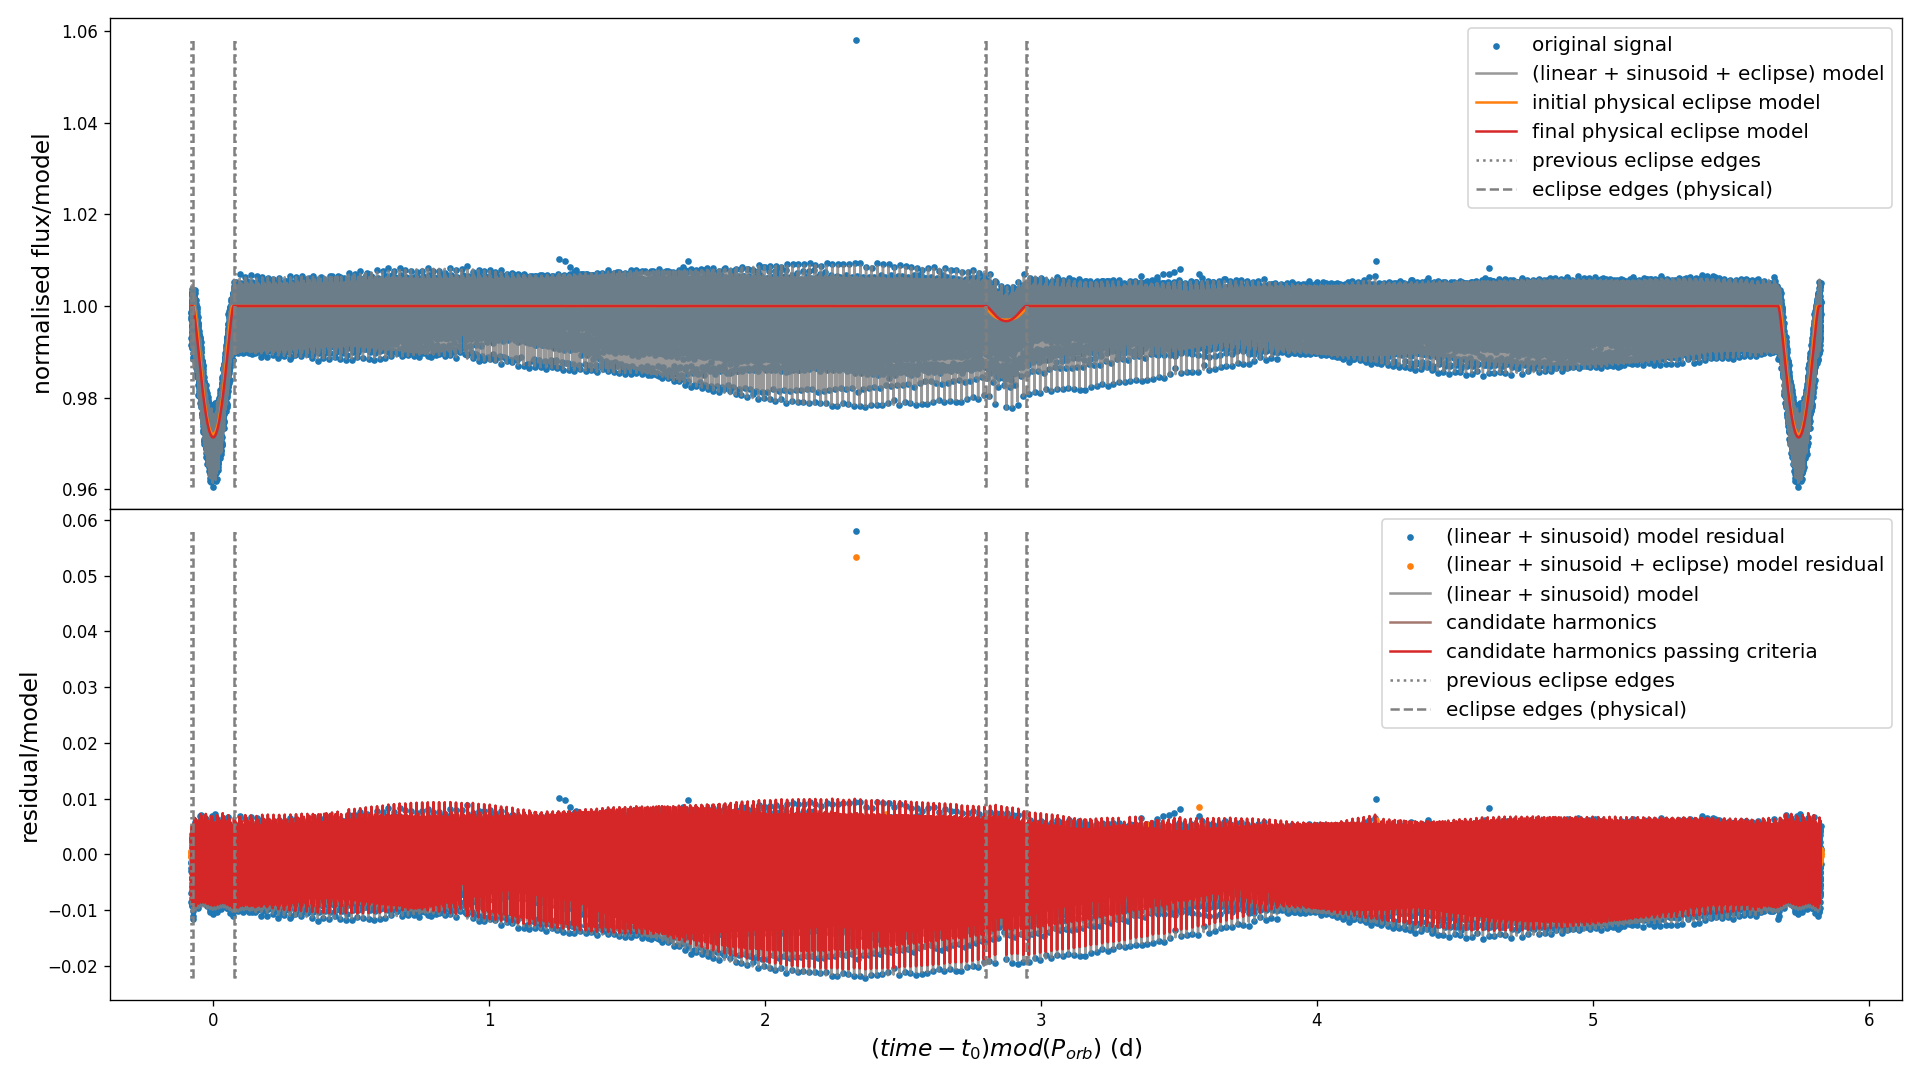 normalised flux/model
1.06
1.04
1.02
1.00
0.98
0.96
original signal
(linear + sinusoid + eclipse) model
initial physical eclipse model
final physical eclipse model
previous eclipse edges
eclipse edges (physical)
residual/model
0.06
0.05
0.04
0.03
0.02
0.01
0.00
−0.01
−0.02
(linear + sinusoid) model residual
(linear + sinusoid + eclipse) model residual
(linear + sinusoid) model
candidate harmonics
candidate harmonics passing criteria
previous eclipse edges
eclipse edges (physical)
0 1 2 3 4 5 6
(time − t₀)mod(P_orb) (d)